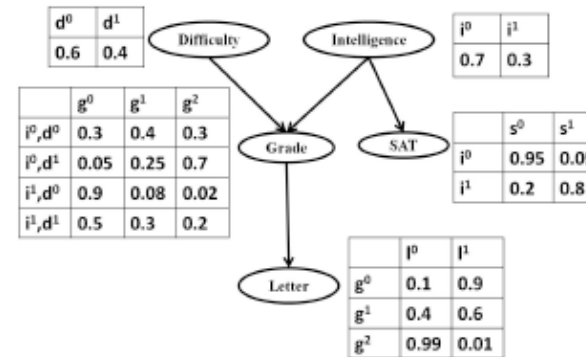 d⁰ d¹
0.6 0.4
Difficulty
Intelligence
i⁰ i¹
0.7 0.3
g⁰ g¹ g²
i⁰,d⁰ 0.3 0.4 0.3
i⁰,d¹ 0.05 0.25 0.7
i¹,d⁰ 0.9 0.08 0.02
i¹,d¹ 0.5 0.3 0.2
Grade
SAT
s⁰ s¹
i⁰ 0.95
i¹ 0.2 0.8
Letter
l⁰ l¹
g⁰ 0.1 0.9
g¹ 0.4 0.6
g² 0.99 0.01